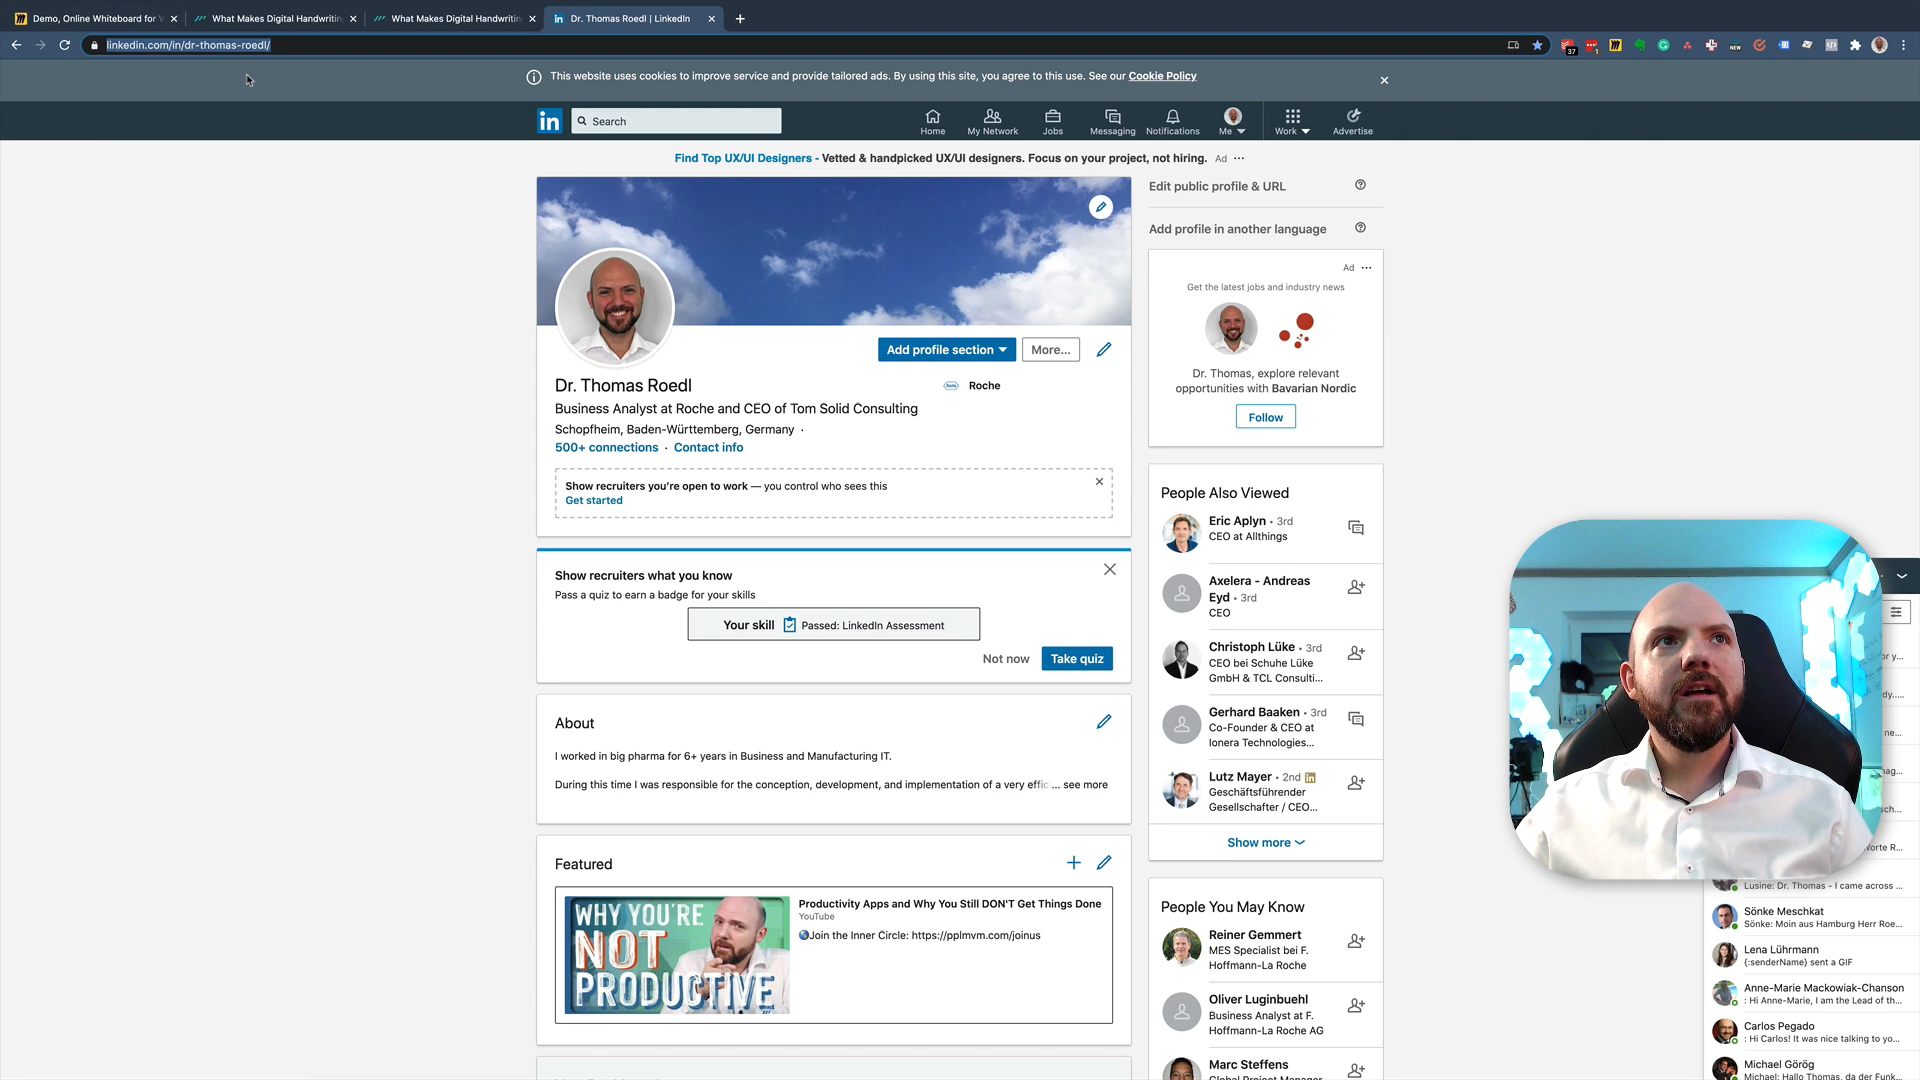 Demo, Online Whiteboard for
What Makes Digital Handwriting
What Makes Digital Handwriting
Dr. Thomas Roedl | LinkedIn
linkedin.com/in/dr-thomas-roedl/
37
1
NEW
This website uses cookies to improve service and provide tailored ads. By using this site, you agree to this use. See our Cookie Policy
in
Search
Home
My Network
Jobs
Messaging
Notifications
Me
Work
Advertise
Find Top UX/UI Designers - Vetted & handpicked UX/UI designers. Focus on your project, not hiring. Ad ···
Dr. Thomas Roedl
Roche
Business Analyst at Roche and CEO of Tom Solid Consulting
Schopfheim, Baden-Württemberg, Germany ·
500+ connections · Contact info
Add profile section
More...
Show recruiters you're open to work — you control who sees this
Get started
Show recruiters what you know
Pass a quiz to earn a badge for your skills
Your skill Passed: LinkedIn Assessment
Not now
Take quiz
About
I worked in big pharma for 6+ years in Business and Manufacturing IT.
During this time I was responsible for the conception, development, and implementation of a very effic... see more
Featured
WHY YOU'RE
NOT
PRODUCTIVE
Productivity Apps and Why You Still DON'T Get Things Done
YouTube
Join the Inner Circle: https://pplmvm.com/joinus
Edit public profile & URL
Add profile in another language
Ad ···
Get the latest jobs and industry news
Dr. Thomas, explore relevant
opportunities with Bavarian Nordic
Follow
People Also Viewed
Eric Aplyn • 3rd
CEO at Allthings
Axelera - Andreas
Eyd • 3rd
CEO
Christoph Lüke • 3rd
CEO bei Schuhe Lüke
GmbH & TCL Consulti...
Gerhard Baaken • 3rd
Co-Founder & CEO at
Ionera Technologies...
Lutz Mayer • 2nd in
Geschäftsführender
Gesellschafter / CEO...
Show more
People You May Know
Reiner Gemmert
MES Specialist bei F.
Hoffmann-La Roche
Oliver Luginbuehl
Business Analyst at F.
Hoffmann-La Roche AG
Marc Steffens
Global Project Manager
Lusine: Dr. Thomas - I came across ...
Sönke Meschkat
Sönke: Moin aus Hamburg Herr Roe...
Lena Lührmann
{:senderName} sent a GIF
Anne-Marie Mackowiak-Chanson
: Hi Anne-Marie, I am the Lead of th...
Carlos Pegado
: Hi Carlos! It was nice talking to yo...
Michael Görög
Michael: Hallo Thomas, da der Funk...